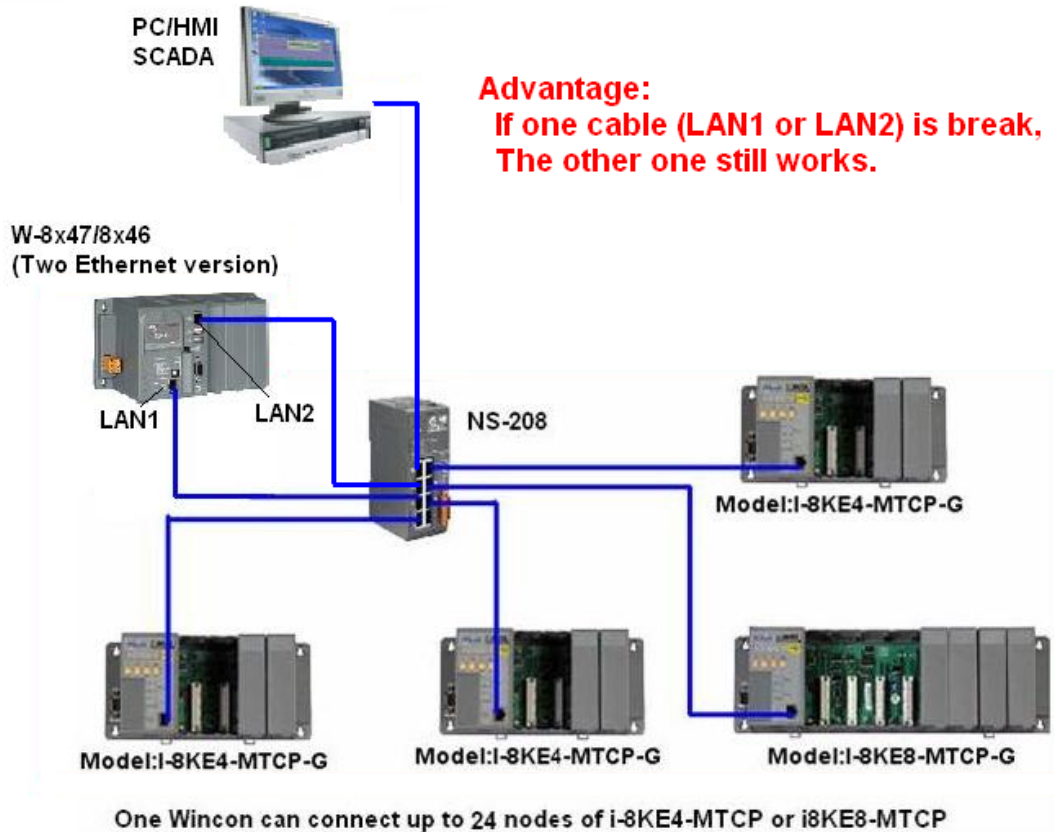 PC/HMI
SCADA
Advantage:
If one cable (LAN1 or LAN2) is break,
The other one still works.
W-8x47/8x46
(Two Ethernet version)
LAN1
LAN2
NS-208
Model:I-8KE4-MTCP-G
Model:I-8KE4-MTCP-G
Model:I-8KE4-MTCP-G
Model:I-8KE8-MTCP-G
One Wincon can connect up to 24 nodes of i-8KE4-MTCP or i8KE8-MTCP